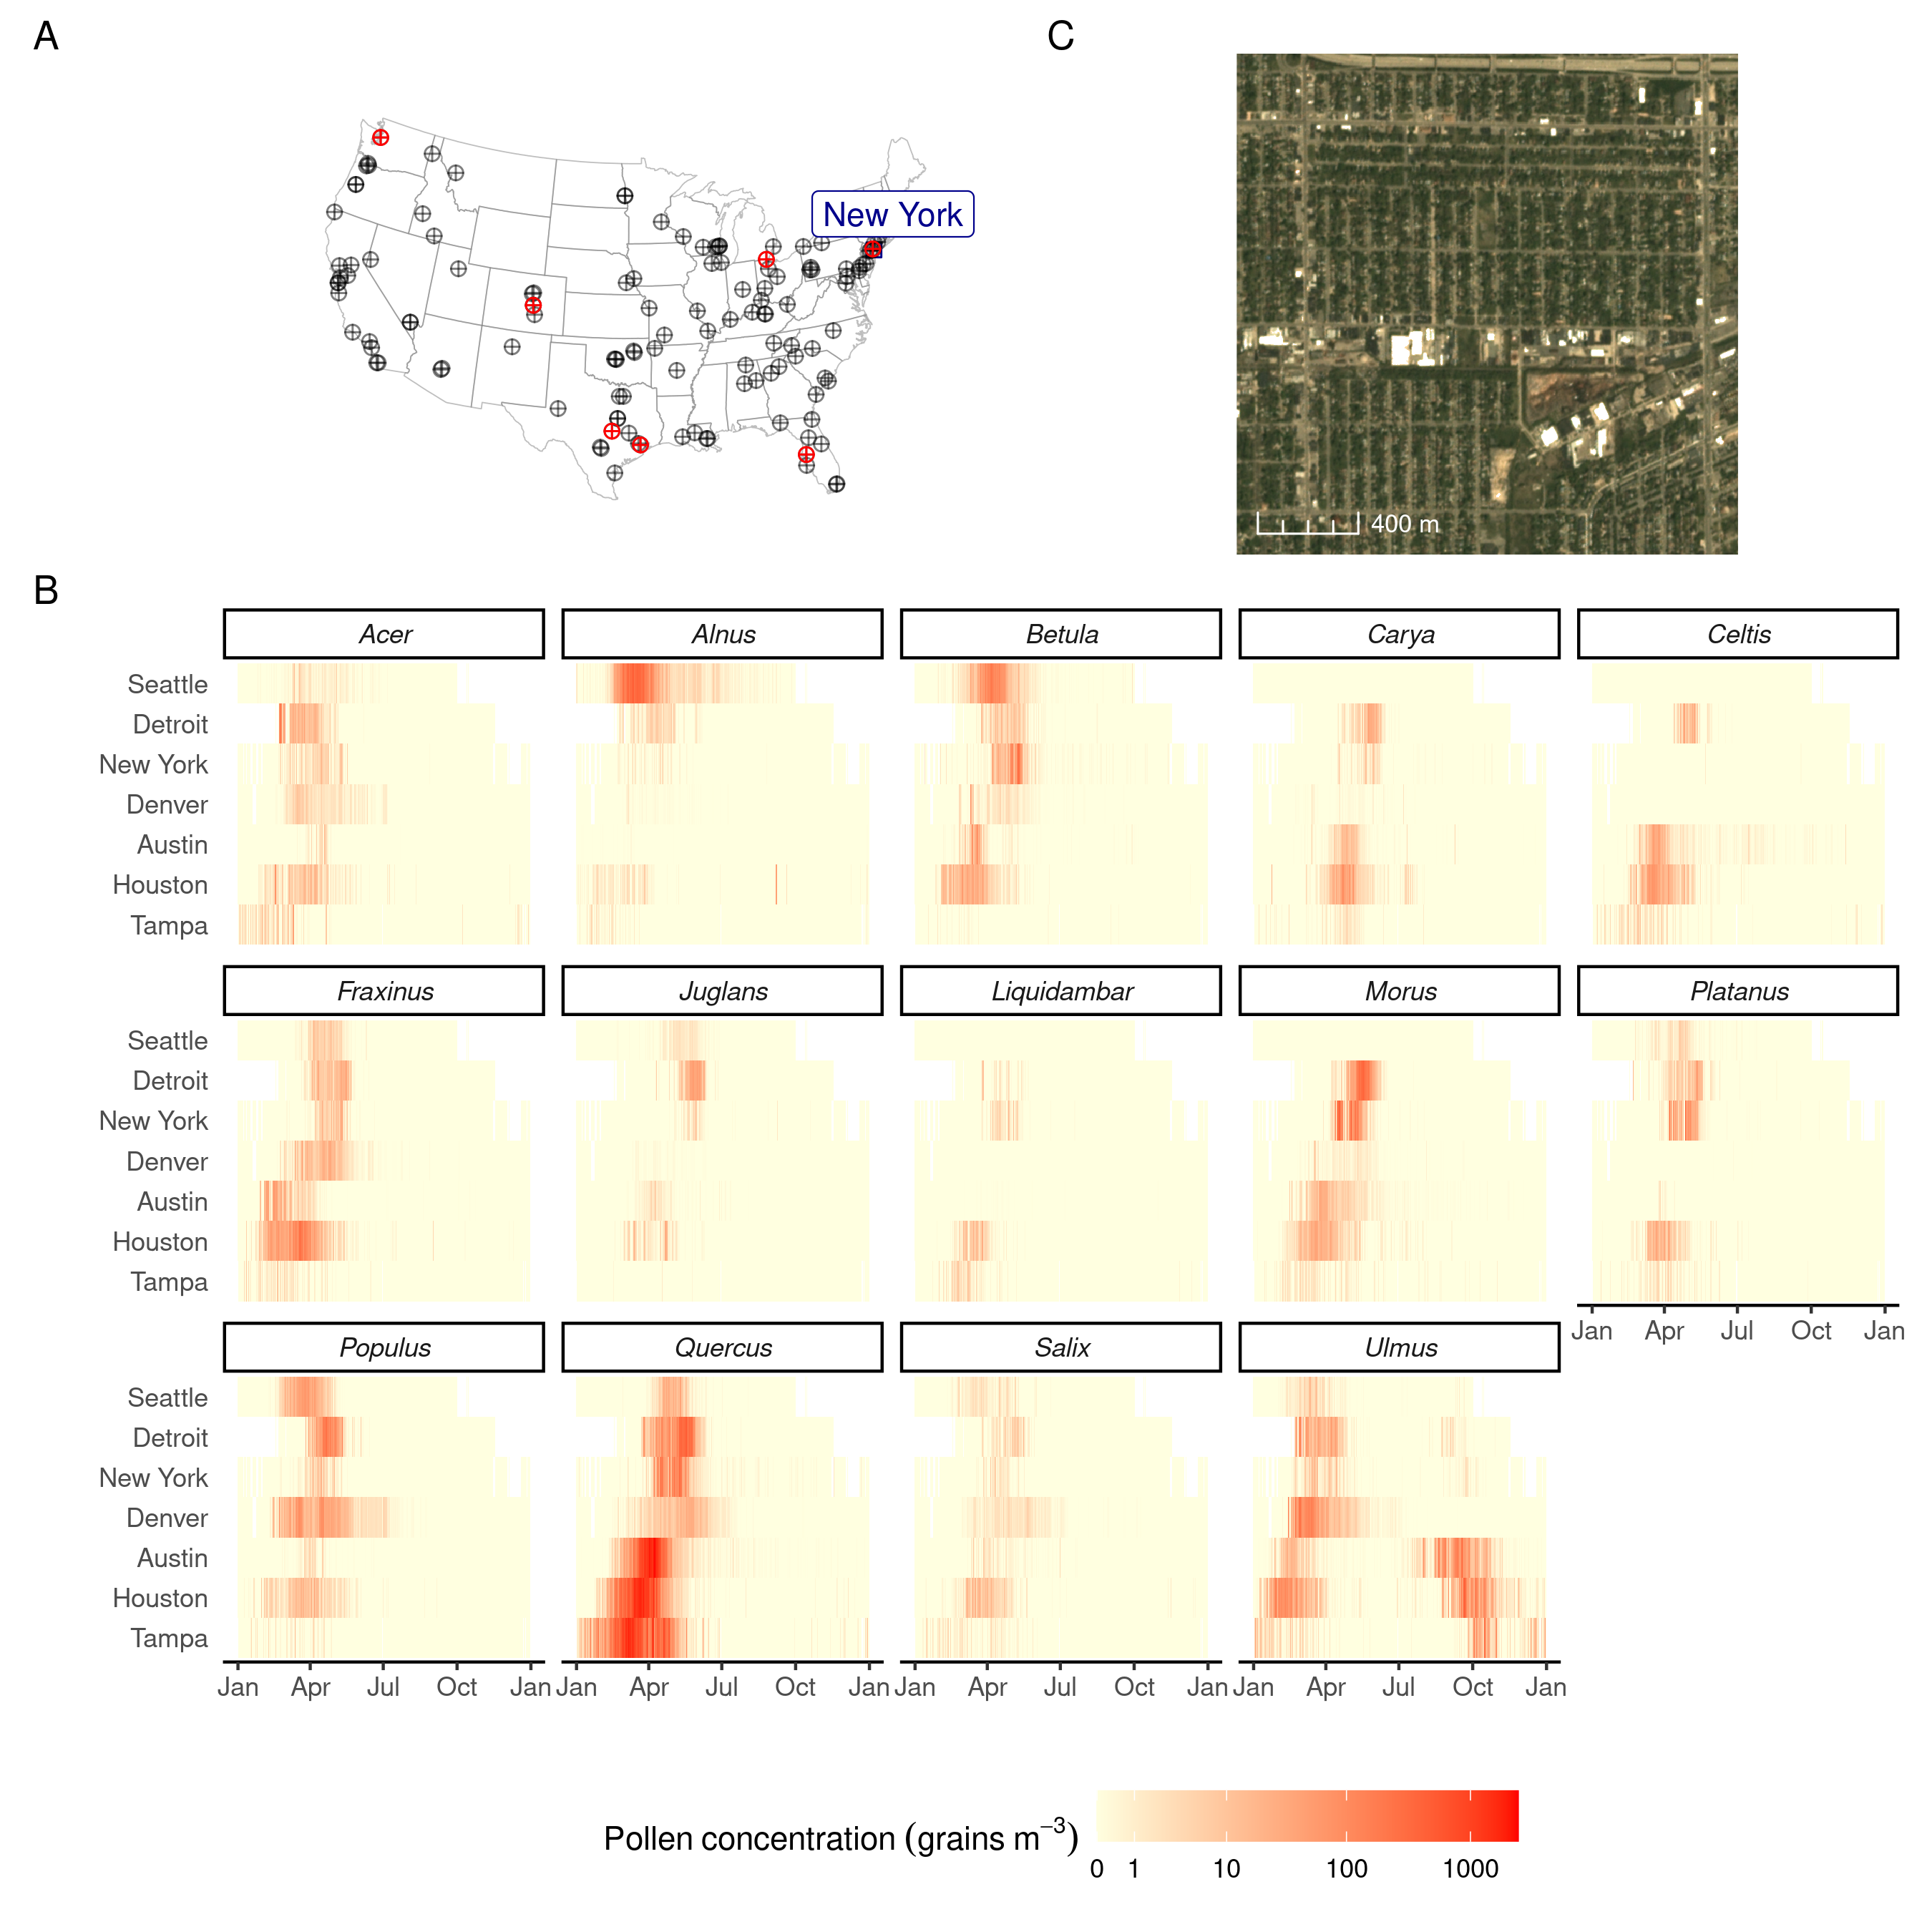 A
C
New York
400 m
B
Acer Alnus Betula Carya Celtis
Seattle
Detroit
New York
Denver
Austin
Houston
Tampa
Fraxinus Juglans Liquidambar Morus Platanus
Seattle
Detroit
New York
Denver
Austin
Houston
Tampa
Jan Apr Jul Oct Jan
Populus Quercus Salix Ulmus
Seattle
Detroit
New York
Denver
Austin
Houston
Tampa
Jan Apr Jul Oct Jan Jan Apr Jul Oct Jan Jan Apr Jul Oct Jan Jan Apr Jul Oct Jan
Pollen concentration (grains m⁻³)
0 1 10 100 1000